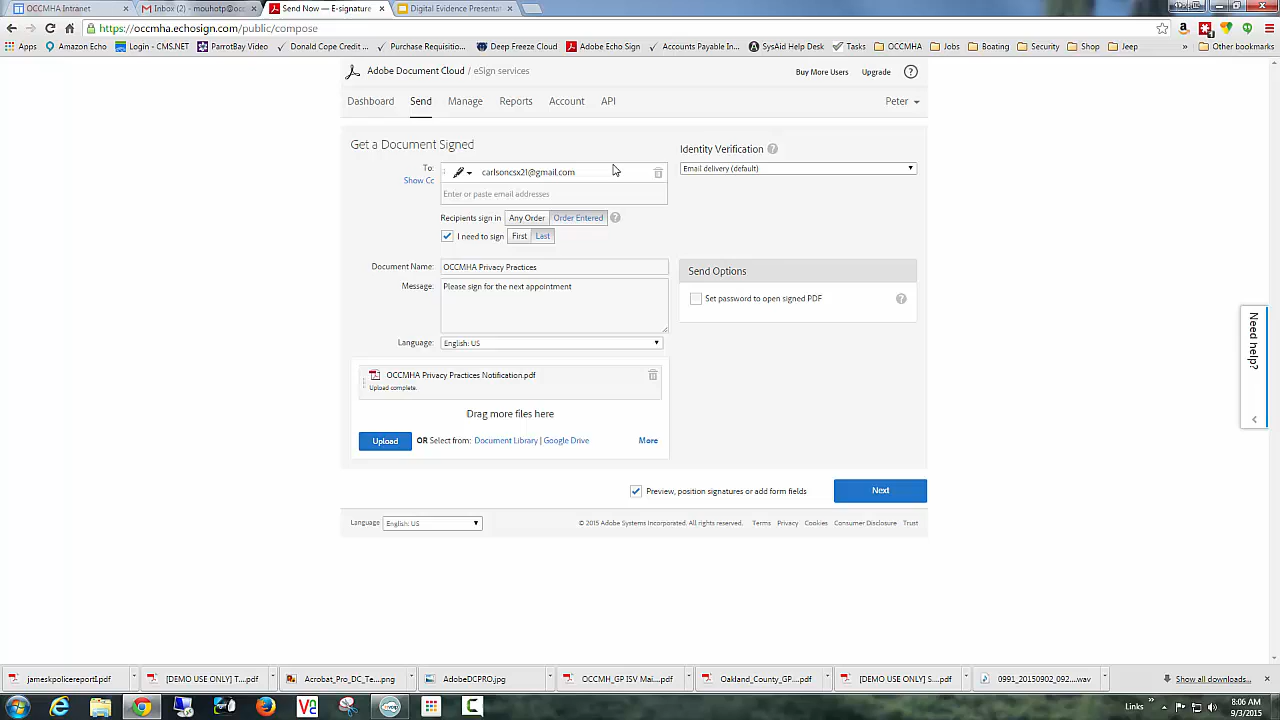 OCCMHA Intranet
Inbox (2) - mouhotp@occ
Send Now — E-signature
Digital Evidence Presentat
https://occmha.echosign.com/public/compose
Apps
Amazon Echo
Login - CMS.NET
ParrotBay Video
Donald Cope Credit ...
Purchase Requisitio...
Deep Freeze Cloud
Adobe Echo Sign
Accounts Payable In...
SysAid Help Desk
Tasks
OCCMHA
Jobs
Boating
Security
Shop
Jeep
»
Other bookmarks
Adobe Document Cloud / eSign services
Buy More Users
Upgrade
?
Dashboard
Send
Manage
Reports
Account
API
Peter
Get a Document Signed
To:
carlsoncsx21@gmail.com
Show Cc
Enter or paste email addresses
Identity Verification ?
Email delivery (default)
Recipients sign in Any Order Order Entered ?
I need to sign First Last
Document Name: OCCMHA Privacy Practices
Message: Please sign for the next appointment
Send Options
Set password to open signed PDF ?
Language: English: US
OCCMHA Privacy Practices Notification.pdf
Upload complete.
Drag more files here
Upload OR Select from: Document Library | Google Drive More
Preview, position signatures or add form fields
Next
Language English: US
© 2015 Adobe Systems Incorporated. All rights reserved. Terms Privacy Cookies Consumer Disclosure Trust
Need help?
jameskpolicereport1.pdf
[DEMO USE ONLY] T....pdf
Acrobat_Pro_DC_Te....png
AdobeDCPRO.jpg
OCCMH_GP ISV Mai....pdf
Oakland_County_GP....pdf
[DEMO USE ONLY] S....pdf
0991_20150902_092....wav
Show all downloads...
Links
8:06 AM
9/3/2015